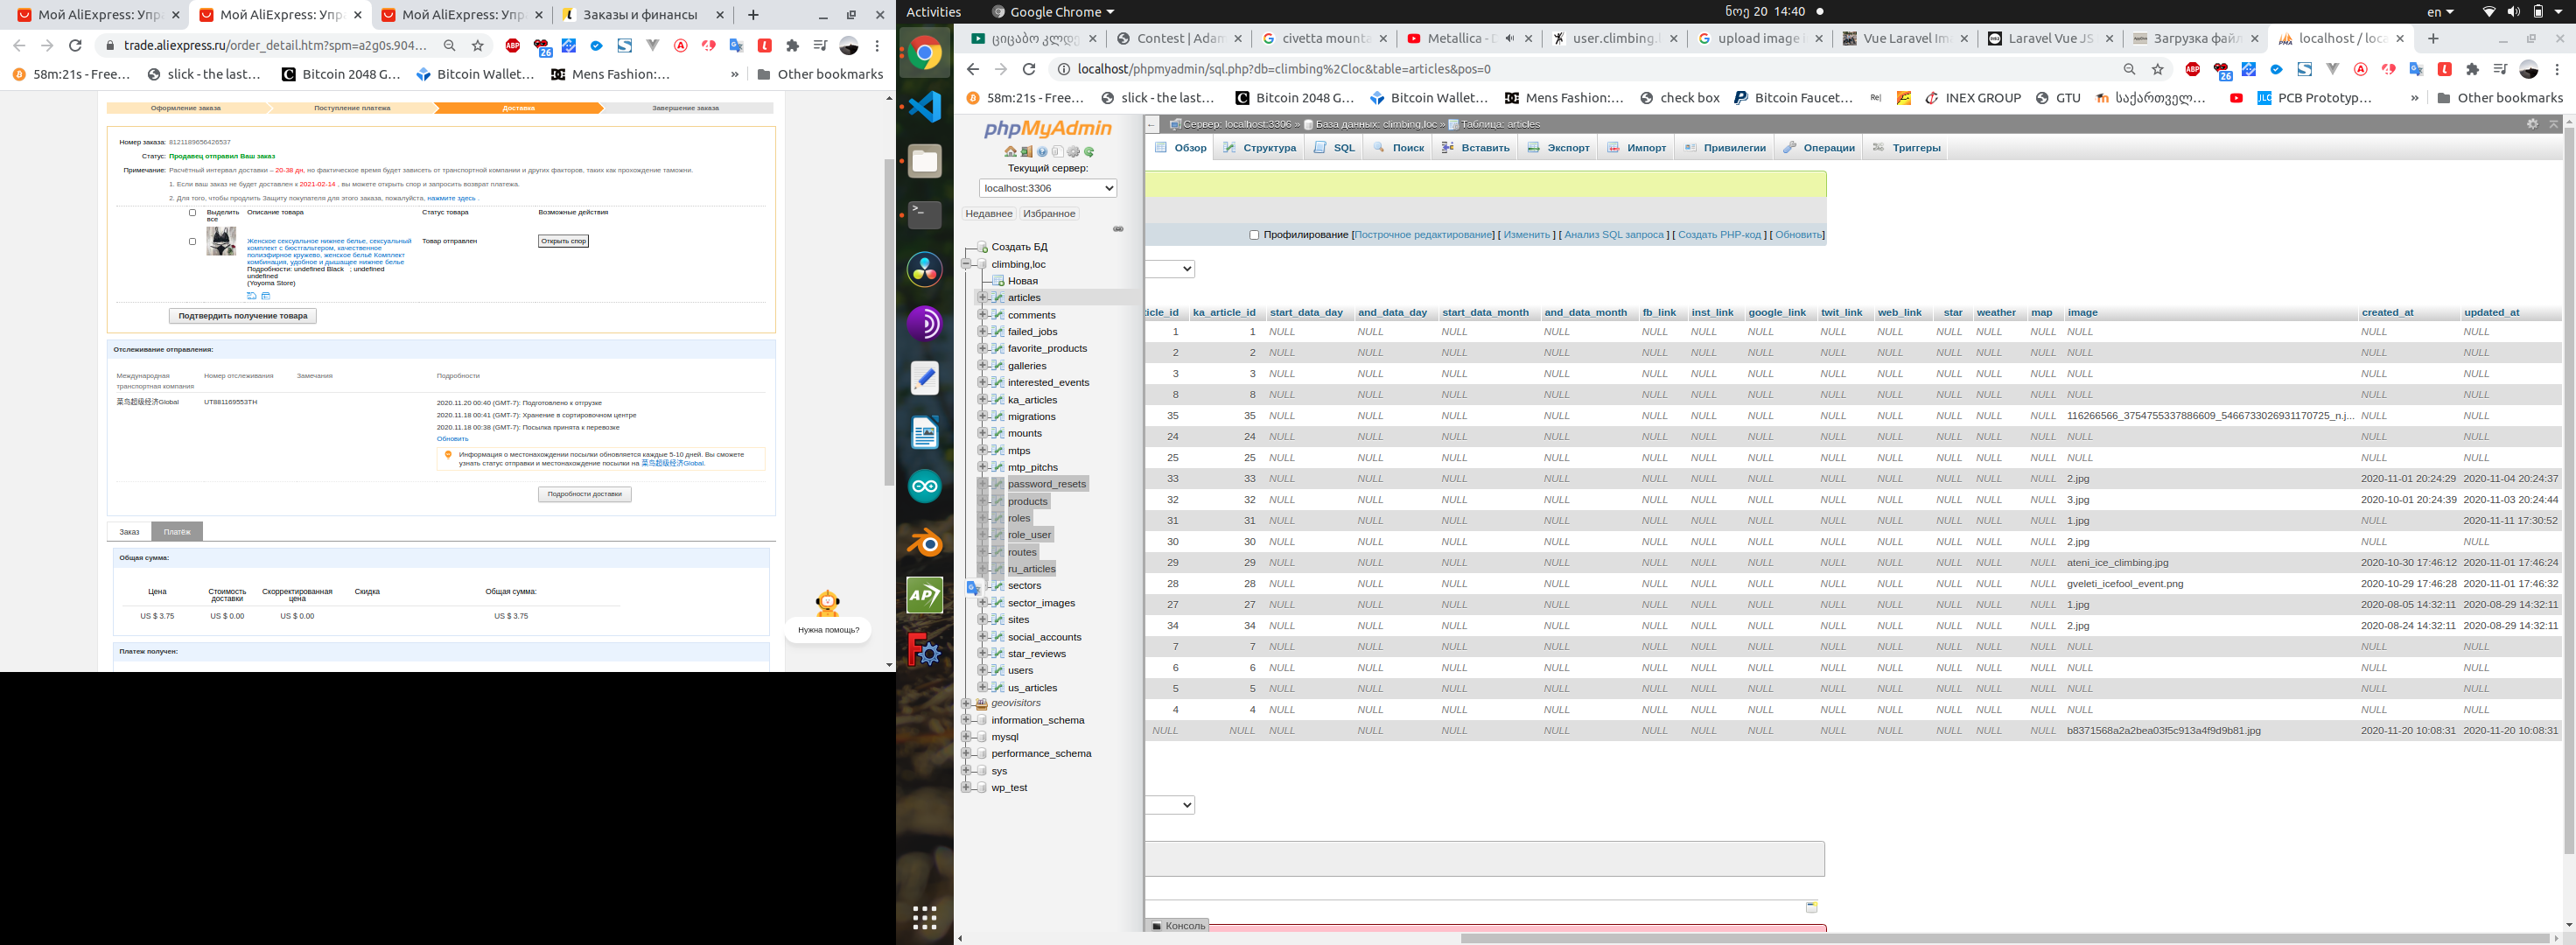 Мой AliExpress: Упра
Мой AliExpress: Упра
Мой AliExpress: Упра
Заказы и финансы
trade.aliexpress.ru/order_detail.htm?spm=a2g0s.904...
58m:21s - Free...
slick - the last...
Bitcoin 2048 G...
Bitcoin Wallet...
Mens Fashion:...
»
Other bookmarks
Оформление заказа
Поступление платежа
Доставка
Завершение заказа
Номер заказа: 8121189656426537
Статус: Продавец отправил Ваш заказ
Примечание: Расчётный интервал доставки – 20-38 дн, но фактическое время будет зависеть от транспортной компании и других факторов, таких как прохождение таможни.
1. Если ваш заказ не будет доставлен к 2021-02-14 , вы можете открыть спор и запросить возврат платежа.
2. Для того, чтобы продлить Защиту покупателя для этого заказа, пожалуйста, нажмите здесь .
Выделить все
Описание товара
Статус товара
Возможные действия
Женское сексуальное нижнее белье, сексуальный
комплект с бюстгальтером, качественное
полиэфирное кружево, женское бельё Комплект
комбинация, удобное и дышащее нижнее белье
Подробности: undefined Black ; undefined
undefined
(Yoyoma Store)
Товар отправлен
Открыть спор
Подтвердить получение товара
Отслеживание отправления:
Международная транспортная компания
Номер отслеживания
Замечания
Подробности
菜鸟超级经济Global
UT881169553TH
2020.11.20 00:40 (GMT-7): Подготовлено к отгрузке
2020.11.18 00:41 (GMT-7): Хранение в сортировочном центре
2020.11.18 00:38 (GMT-7): Посылка принята к перевозке
Обновить
Информация о местонахождении посылки обновляется каждые 5-10 дней. Вы сможете
узнать статус отправки и местонахождение посылки на 菜鸟超级经济Global.
Подробности доставки
Заказ
Платёж
Общая сумма:
Цена
Стоимость доставки
Скорректированная цена
Скидка
Общая сумма:
US $ 3.75
US $ 0.00
US $ 0.00
US $ 3.75
Нужна помощь?
Платеж получен:
Activities
Google Chrome
ნოე 20 14:40
en
ციცაბო კლდე
Contest | Adam
civetta mounta
Metallica - D
user.climbing.l
upload image i
Vue Laravel Im
Laravel Vue JS
Загрузка файл
localhost / loca
localhost/phpmyadmin/sql.php?db=climbing%2Cloc&table=articles&pos=0
58m:21s - Free...
slick - the last...
Bitcoin 2048 G...
Bitcoin Wallet...
Mens Fashion:...
check box
Bitcoin Faucet...
INEX GROUP
GTU
საქართველ...
PCB Prototyp...
»
Other bookmarks
phpMyAdmin
Текущий сервер:
localhost:3306
Недавнее Избранное
Создать БД
climbing,loc
Новая
articles
comments
failed_jobs
favorite_products
galleries
interested_events
ka_articles
migrations
mounts
mtps
mtp_pitchs
password_resets
products
roles
role_user
routes
ru_articles
sectors
sector_images
sites
social_accounts
star_reviews
users
us_articles
geovisitors
information_schema
mysql
performance_schema
sys
wp_test
Сервер: localhost:3306 » База данных: climbing,loc » Таблица: articles
Обзор Структура SQL Поиск Вставить Экспорт Импорт Привилегии Операции Триггеры
Профилирование [Построчное редактирование] [ Изменить ] [ Анализ SQL запроса ] [ Создать PHP-код ] [ Обновить]
ticle_id ka_article_id start_data_day and_data_day start_data_month and_data_month fb_link inst_link google_link twit_link web_link star weather map image created_at updated_at
1 1 NULL NULL NULL NULL NULL NULL NULL NULL NULL NULL NULL NULL NULL NULL NULL
2 2 NULL NULL NULL NULL NULL NULL NULL NULL NULL NULL NULL NULL NULL NULL NULL
3 3 NULL NULL NULL NULL NULL NULL NULL NULL NULL NULL NULL NULL NULL NULL NULL
8 8 NULL NULL NULL NULL NULL NULL NULL NULL NULL NULL NULL NULL NULL NULL NULL
35 35 NULL NULL NULL NULL NULL NULL NULL NULL NULL NULL NULL NULL 116266566_3754755337886609_5466733026931170725_n.j... NULL NULL
24 24 NULL NULL NULL NULL NULL NULL NULL NULL NULL NULL NULL NULL NULL NULL NULL
25 25 NULL NULL NULL NULL NULL NULL NULL NULL NULL NULL NULL NULL NULL NULL NULL
33 33 NULL NULL NULL NULL NULL NULL NULL NULL NULL NULL NULL NULL 2.jpg 2020-11-01 20:24:29 2020-11-04 20:24:37
32 32 NULL NULL NULL NULL NULL NULL NULL NULL NULL NULL NULL NULL 3.jpg 2020-10-01 20:24:39 2020-11-03 20:24:44
31 31 NULL NULL NULL NULL NULL NULL NULL NULL NULL NULL NULL NULL 1.jpg NULL 2020-11-11 17:30:52
30 30 NULL NULL NULL NULL NULL NULL NULL NULL NULL NULL NULL NULL 2.jpg NULL NULL
29 29 NULL NULL NULL NULL NULL NULL NULL NULL NULL NULL NULL NULL ateni_ice_climbing.jpg 2020-10-30 17:46:12 2020-11-01 17:46:24
28 28 NULL NULL NULL NULL NULL NULL NULL NULL NULL NULL NULL NULL gveleti_icefool_event.png 2020-10-29 17:46:28 2020-11-01 17:46:32
27 27 NULL NULL NULL NULL NULL NULL NULL NULL NULL NULL NULL NULL 1.jpg 2020-08-05 14:32:11 2020-08-29 14:32:11
34 34 NULL NULL NULL NULL NULL NULL NULL NULL NULL NULL NULL NULL 2.jpg 2020-08-24 14:32:11 2020-08-29 14:32:11
7 7 NULL NULL NULL NULL NULL NULL NULL NULL NULL NULL NULL NULL NULL NULL NULL
6 6 NULL NULL NULL NULL NULL NULL NULL NULL NULL NULL NULL NULL NULL NULL NULL
5 5 NULL NULL NULL NULL NULL NULL NULL NULL NULL NULL NULL NULL NULL NULL NULL
4 4 NULL NULL NULL NULL NULL NULL NULL NULL NULL NULL NULL NULL NULL NULL NULL
NULL NULL NULL NULL NULL NULL NULL NULL NULL NULL NULL NULL NULL NULL b8371568a2a2bea03f5c913a4f9d9b81.jpg 2020-11-20 10:08:31 2020-11-20 10:08:31
Консоль